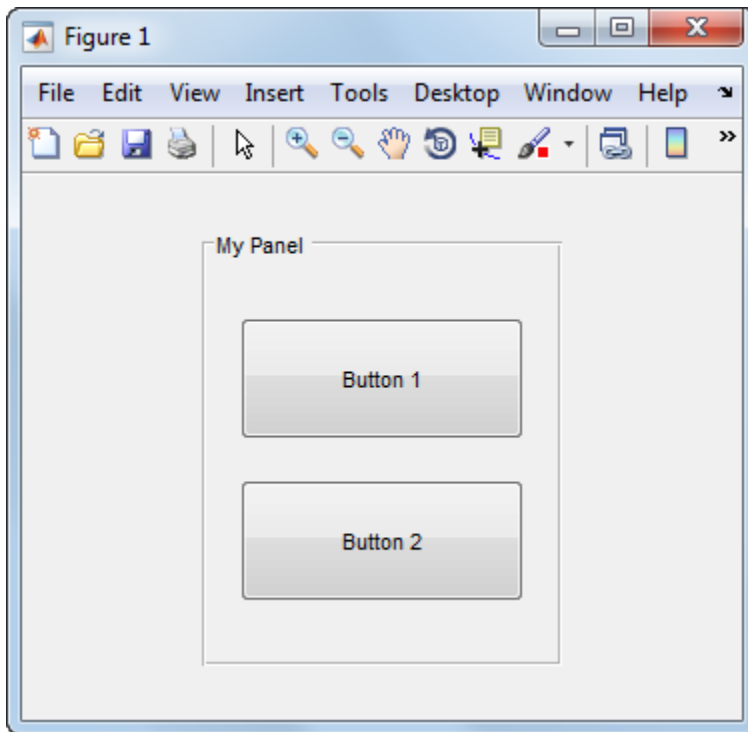 Figure 1
File Edit View Insert Tools Desktop Window Help
My Panel
Button 1
Button 2